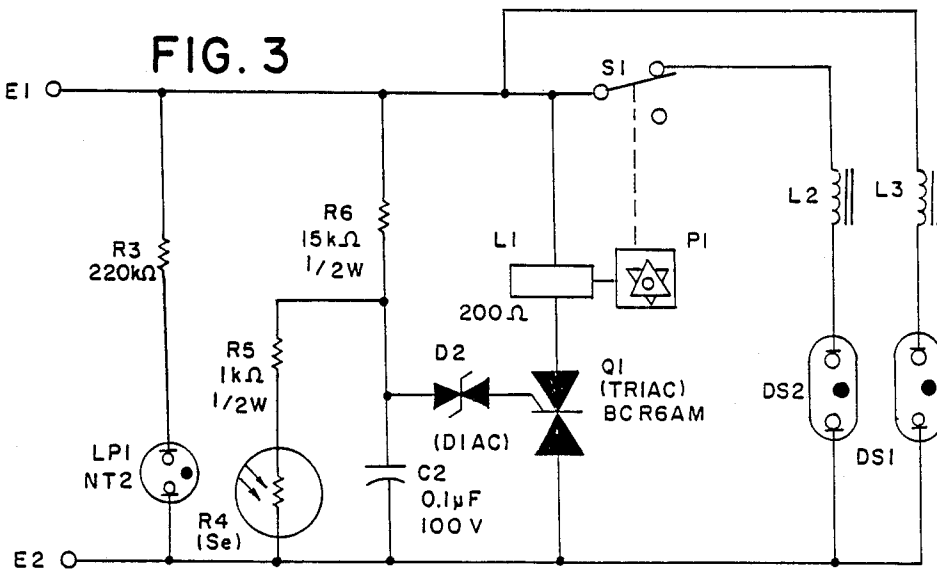 FIG. 3
E1
S1
R6
15kΩ
1/2W
R3
220kΩ
L1
P1
L2
L3
200Ω
R5
1kΩ
1/2W
D2
(DIAC)
Q1
(TRIAC)
BCR6AM
DS2
DS1
LP1
NT2
R4
(Se)
C2
0.1µF
100V
E2